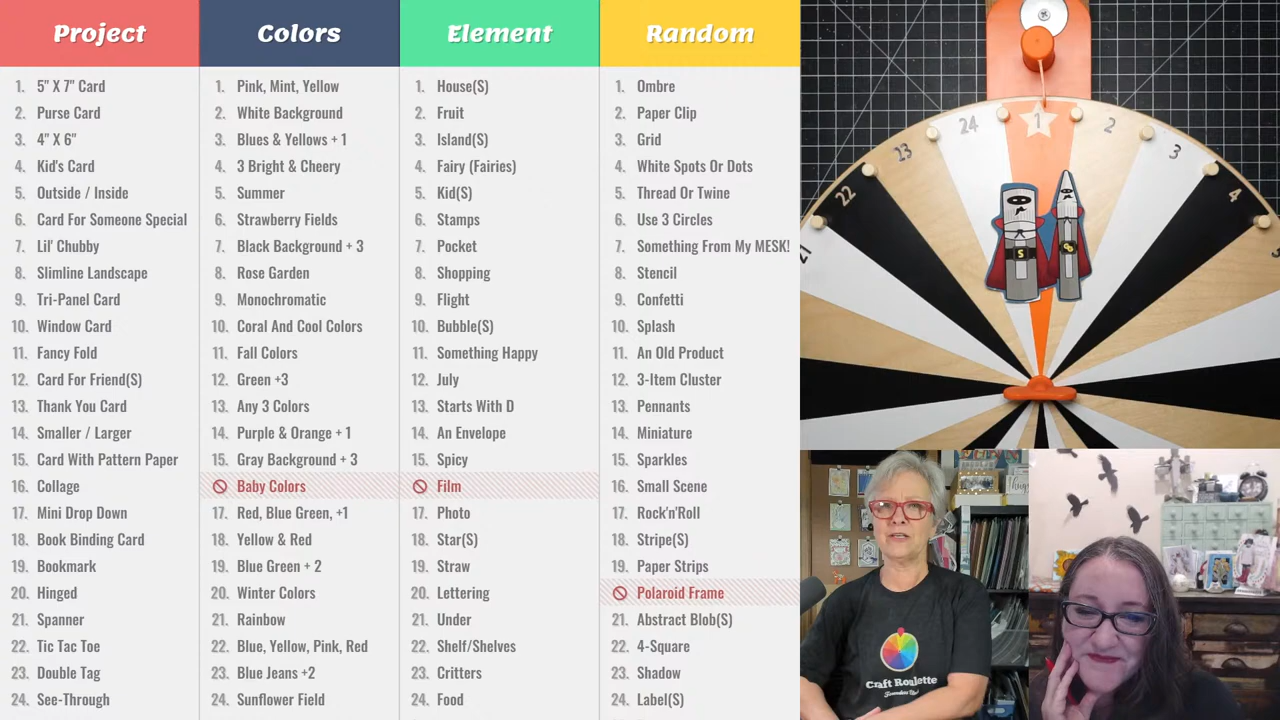 Project
1. 5" X 7" Card
2. Purse Card
3. 4" X 6"
4. Kid's Card
5. Outside / Inside
6. Card For Someone Special
7. Lil' Chubby
8. Slimline Landscape
9. Tri-Panel Card
10. Window Card
11. Fancy Fold
12. Card For Friend(S)
13. Thank You Card
14. Smaller / Larger
15. Card With Pattern Paper
16. Collage
17. Mini Drop Down
18. Book Binding Card
19. Bookmark
20. Hinged
21. Spanner
22. Tic Tac Toe
23. Double Tag
24. See-Through
Colors
1. Pink, Mint, Yellow
2. White Background
3. Blues & Yellows + 1
4. 3 Bright & Cheery
5. Summer
6. Strawberry Fields
7. Black Background + 3
8. Rose Garden
9. Monochromatic
10. Coral And Cool Colors
11. Fall Colors
12. Green +3
13. Any 3 Colors
14. Purple & Orange + 1
15. Gray Background + 3
Baby Colors
17. Red, Blue Green, +1
18. Yellow & Red
19. Blue Green + 2
20. Winter Colors
21. Rainbow
22. Blue, Yellow, Pink, Red
23. Blue Jeans +2
24. Sunflower Field
Element
1. House(S)
2. Fruit
3. Island(S)
4. Fairy (Fairies)
5. Kid(S)
6. Stamps
7. Pocket
8. Shopping
9. Flight
10. Bubble(S)
11. Something Happy
12. July
13. Starts With D
14. An Envelope
15. Spicy
Film
17. Photo
18. Star(S)
19. Straw
20. Lettering
21. Under
22. Shelf/Shelves
23. Critters
24. Food
Random
1. Ombre
2. Paper Clip
3. Grid
4. White Spots Or Dots
5. Thread Or Twine
6. Use 3 Circles
7. Something From My MESK!
8. Stencil
9. Confetti
10. Splash
11. An Old Product
12. 3-Item Cluster
13. Pennants
14. Miniature
15. Sparkles
16. Small Scene
17. Rock'n'Roll
18. Stripe(S)
19. Paper Strips
Polaroid Frame
21. Abstract Blob(S)
22. 4-Square
23. Shadow
24. Label(S)
21
22
23
24
1
2
3
4
S
8
Craft Roulette